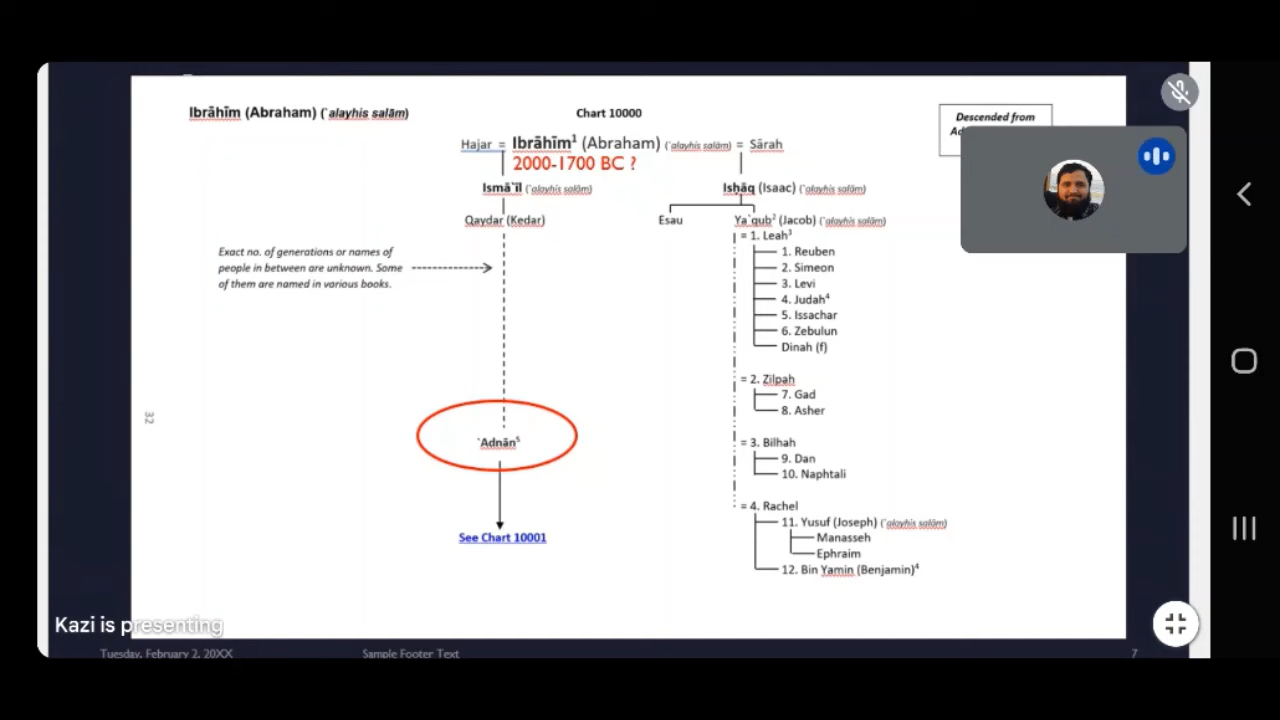 Ibrāhīm (Abraham) (`alayhis salām)
Chart 10000
Descended from
Hajar = Ibrāhīm¹ (Abraham) (`alayhis salām) = Sārah
2000-1700 BC ?
Ismā`īl (`alayhis salām)
Isḥāq (Isaac) (`alayhis salām)
Qaydar (Kedar)
Esau
Ya`qub² (Jacob) (`alayhis salām)
Exact no. of generations or names of
people in between are unknown. Some
of them are named in various books.
= 1. Leah³
1. Reuben
2. Simeon
3. Levi
4. Judah⁴
5. Issachar
6. Zebulun
Dinah (f)
= 2. Zilpah
7. Gad
8. Asher
32
`Adnān⁵
= 3. Bilhah
9. Dan
10. Naphtali
See Chart 10001
= 4. Rachel
11. Yusuf (Joseph) (`alayhis salām)
Manasseh
Ephraim
12. Bin Yamin (Benjamin)⁴
Kazi is presenting
Tuesday, February 2, 20XX
Sample Footer Text
7